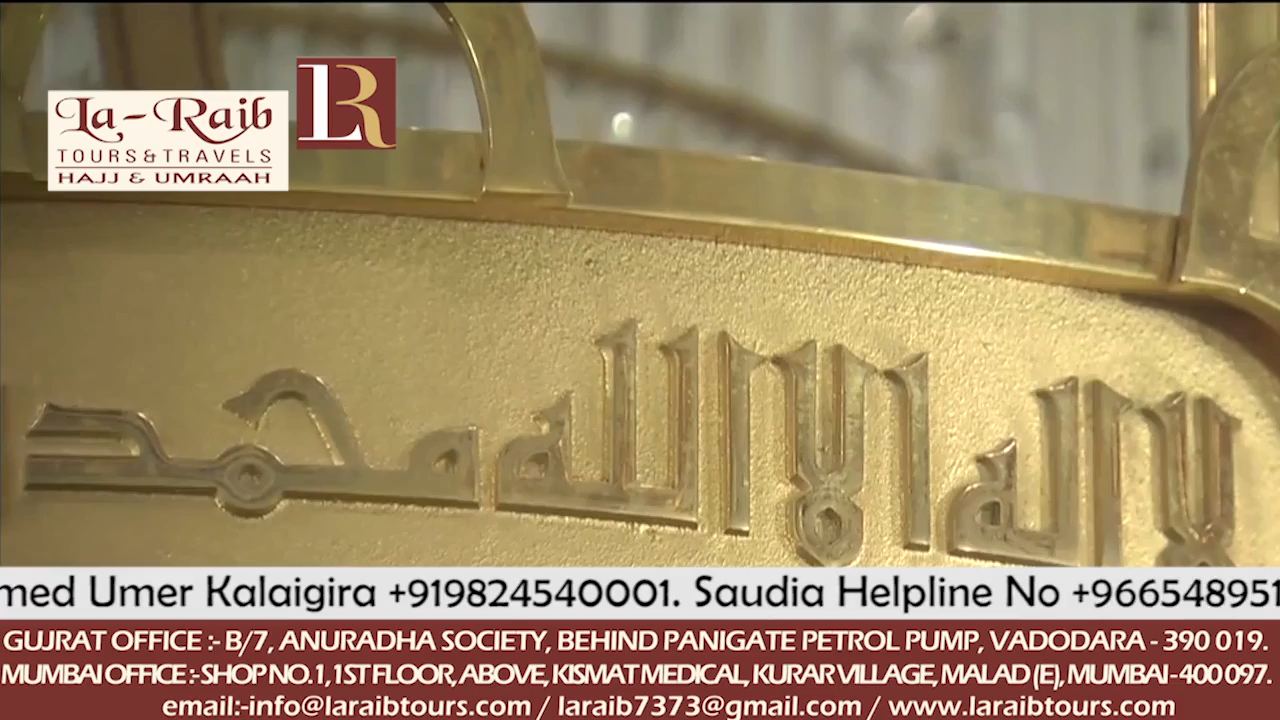 La-Raib
TOURS & TRAVELS
HAJJ & UMRAAH
LR
لا اله الا الله محمد
med Umer Kalaigira +919824540001. Saudia Helpline No +966548951
GUJRAT OFFICE :- B/7, ANURADHA SOCIETY, BEHIND PANIGATE PETROL PUMP, VADODARA - 390 019.
MUMBAI OFFICE :- SHOP NO. 1, 1ST FLOOR, ABOVE, KISMAT MEDICAL, KURAR VILLAGE, MALAD (E), MUMBAI - 400 097.
email:-info@laraibtours.com / laraib7373@gmail.com / www.laraibtours.com